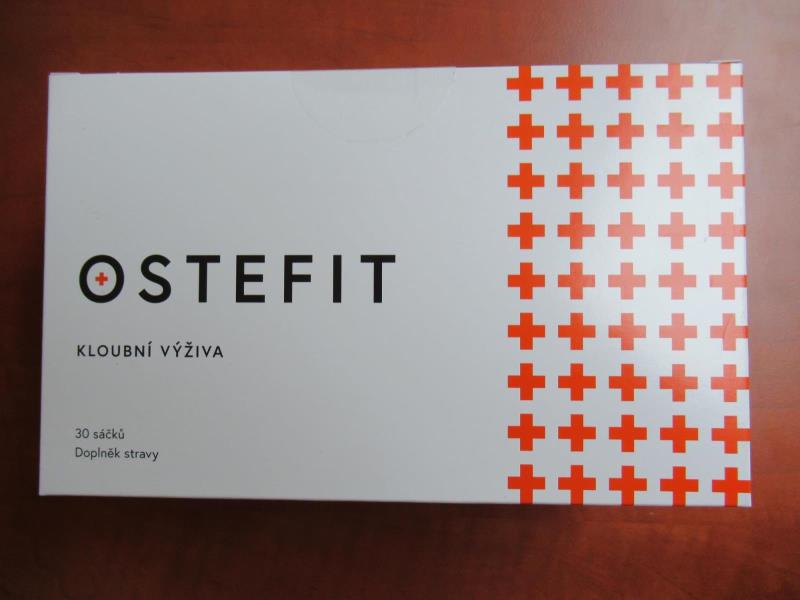 OSTEFIT
KLOUBNÍ VÝŽIVA
30 sáčků
Doplněk stravy